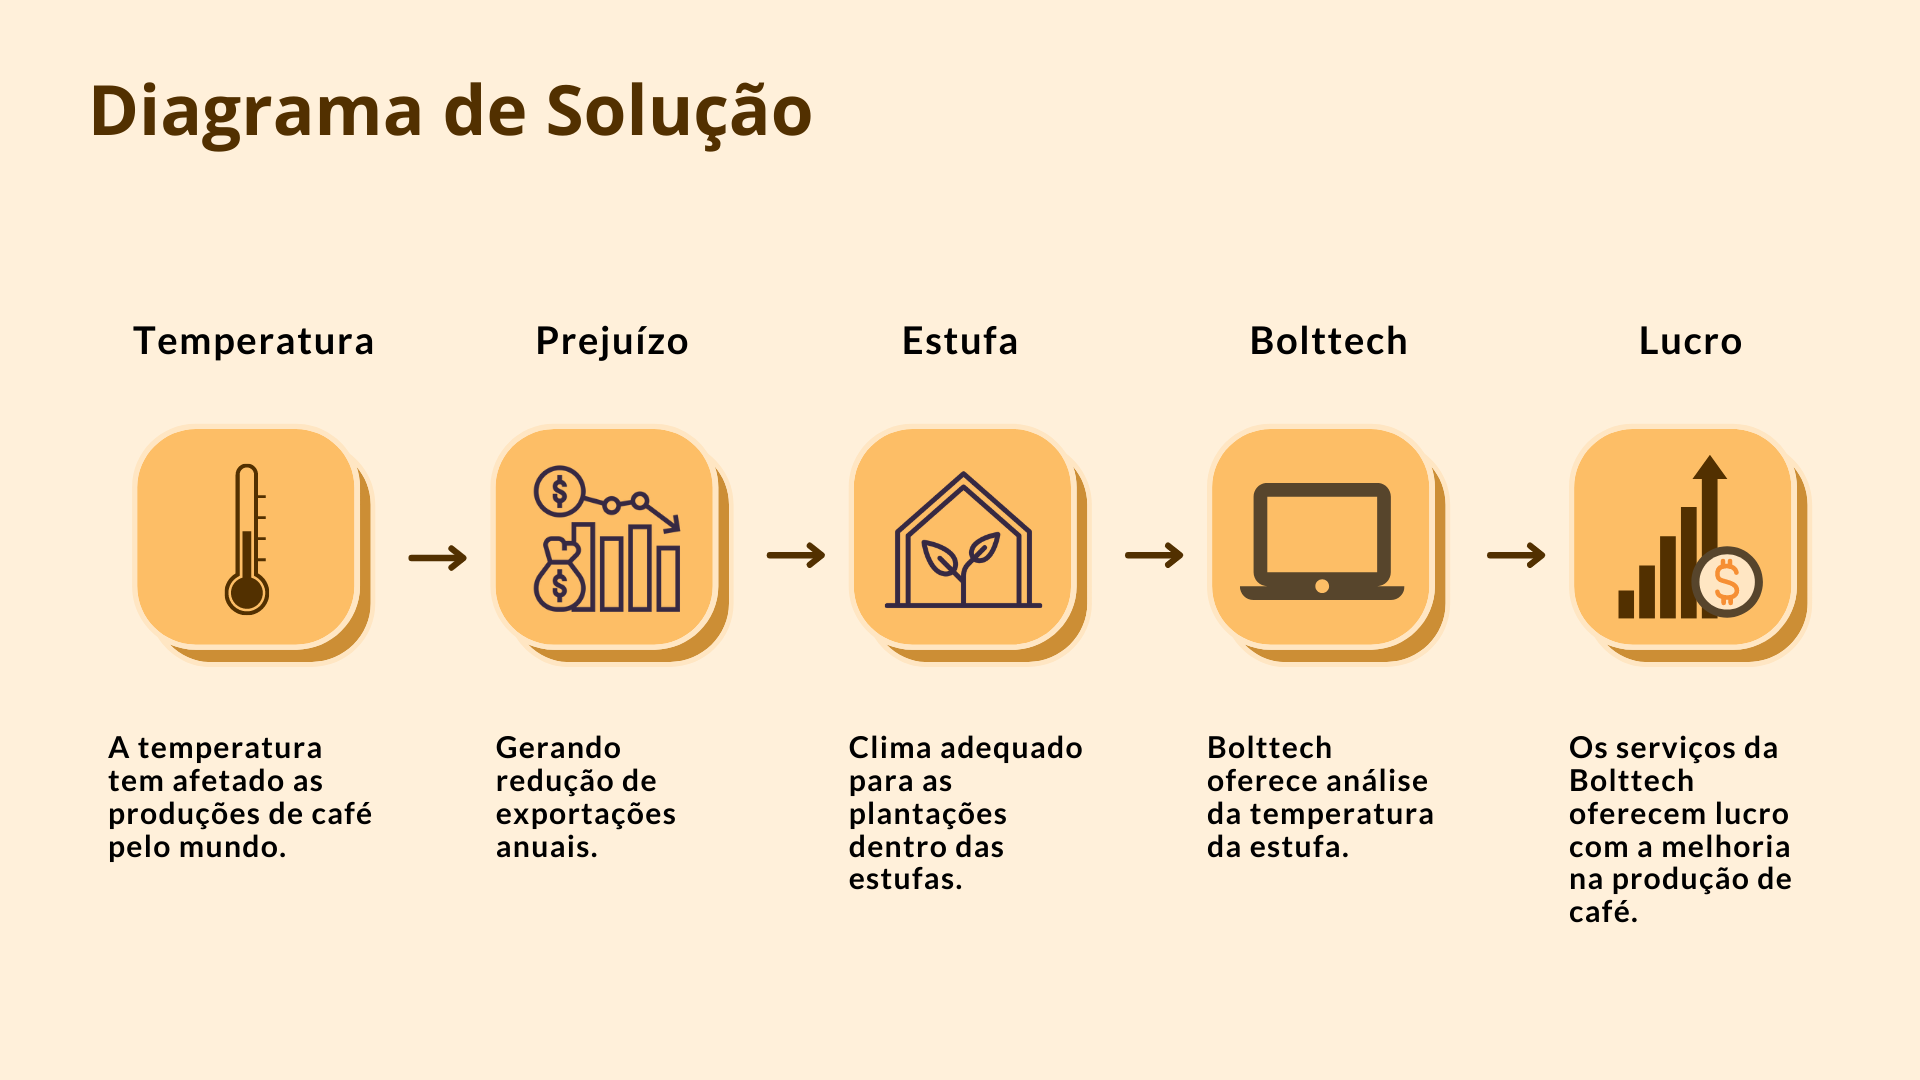 Diagrama de Solução
Temperatura
Prejuízo
Estufa
Bolttech
Lucro
$
$
$
A temperatura
tem afetado as
produções de café
pelo mundo.
Gerando
redução de
exportações
anuais.
Clima adequado
para as
plantações
dentro das
estufas.
Bolttech
oferece análise
da temperatura
da estufa.
Os serviços da
Bolttech
oferecem lucro
com a melhoria
na produção de
café.